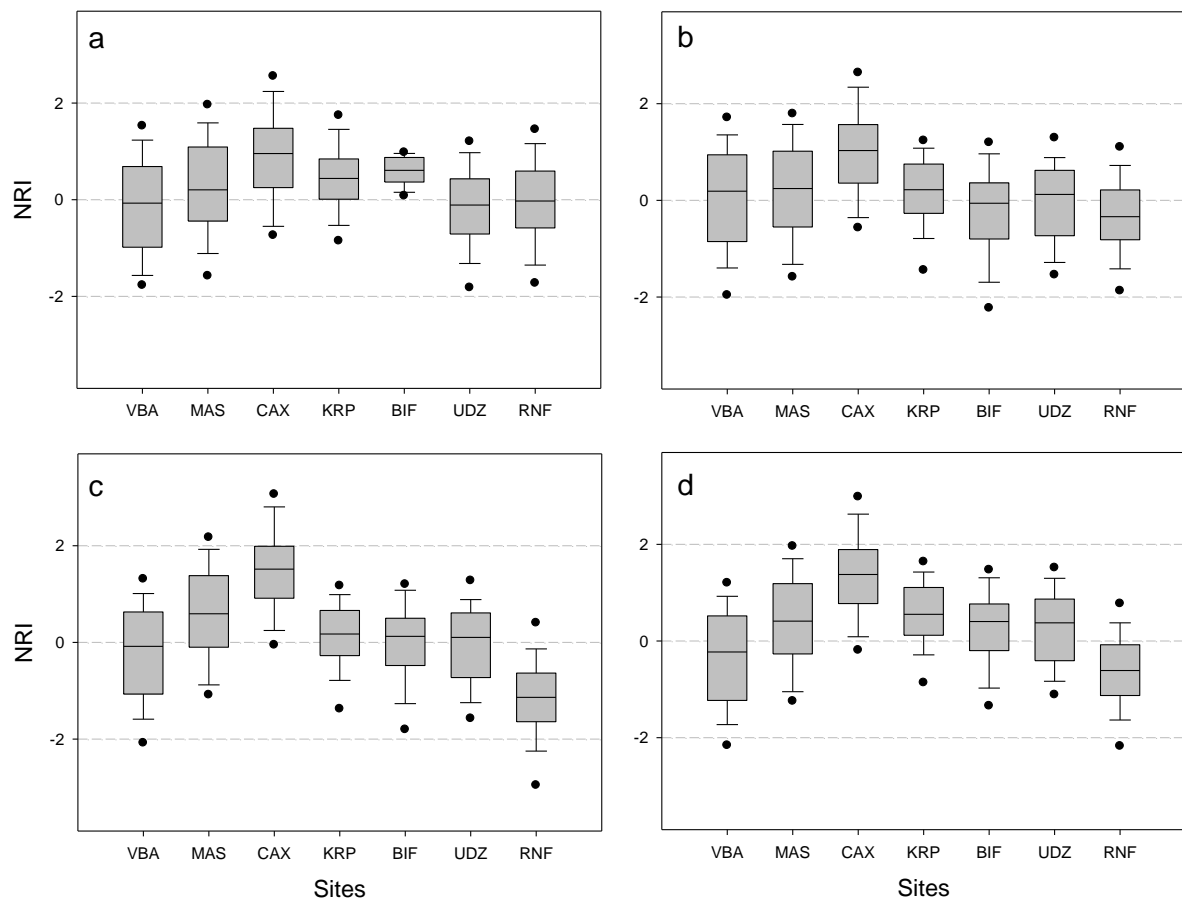 a
NRI
2
0
-2
VBA MAS CAX KRP BIF UDZ RNF
b
2
0
-2
VBA MAS CAX KRP BIF UDZ RNF
c
NRI
2
0
-2
VBA MAS CAX KRP BIF UDZ RNF
Sites
d
2
0
-2
VBA MAS CAX KRP BIF UDZ RNF
Sites